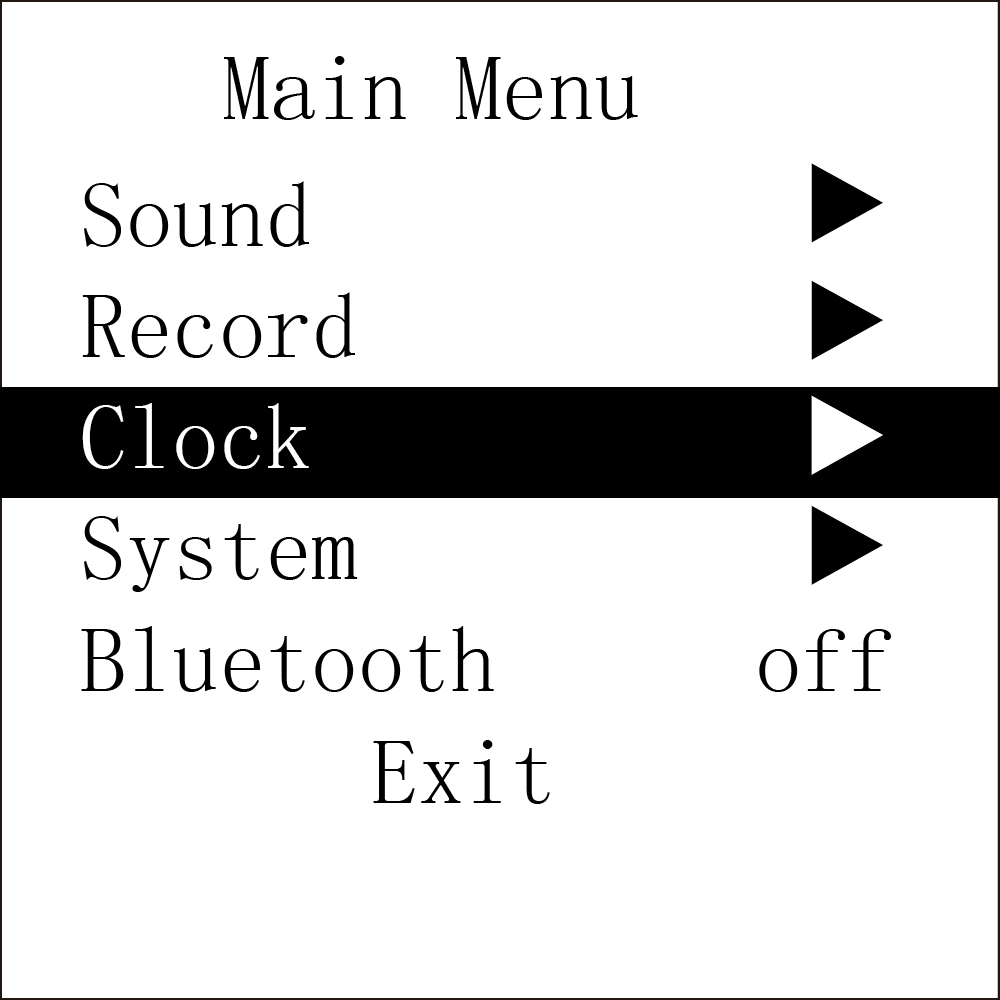 Main Menu
Sound ▶
Record ▶
Clock ▶
System ▶
Bluetooth off
Exit